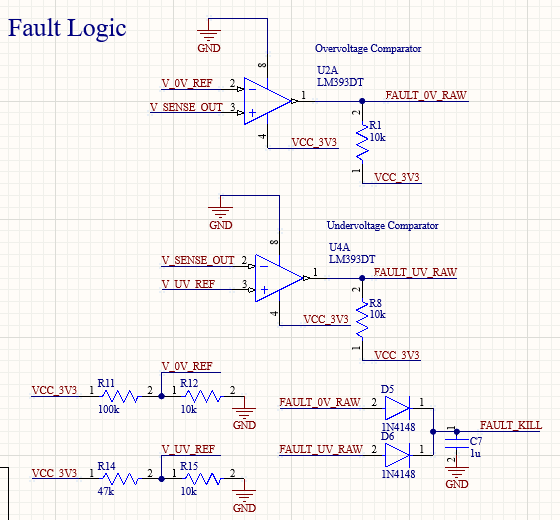 Fault Logic
GND
8
Overvoltage Comparator
U2A
LM393DT
V_0V_REF 2
1 FAULT_0V_RAW
V_SENSE_OUT 3
2
R1
10k
4
VCC_3V3
1
VCC_3V3
Undervoltage Comparator
GND
8
U4A
LM393DT
V_SENSE_OUT 2
1 FAULT_UV_RAW
V_UV_REF 3
2
R8
10k
4
VCC_3V3
1
VCC_3V3
V_0V_REF
VCC_3V3 1 R11 2 R12 2
100k 10k
GND
D5
FAULT_0V_RAW 2 1
1N4148
FAULT_KILL
D6
1
C7
1u
2
FAULT_UV_RAW 2 1
1N4148
GND
V_UV_REF
VCC_3V3 1 R14 2 R15 2
47k 10k
GND